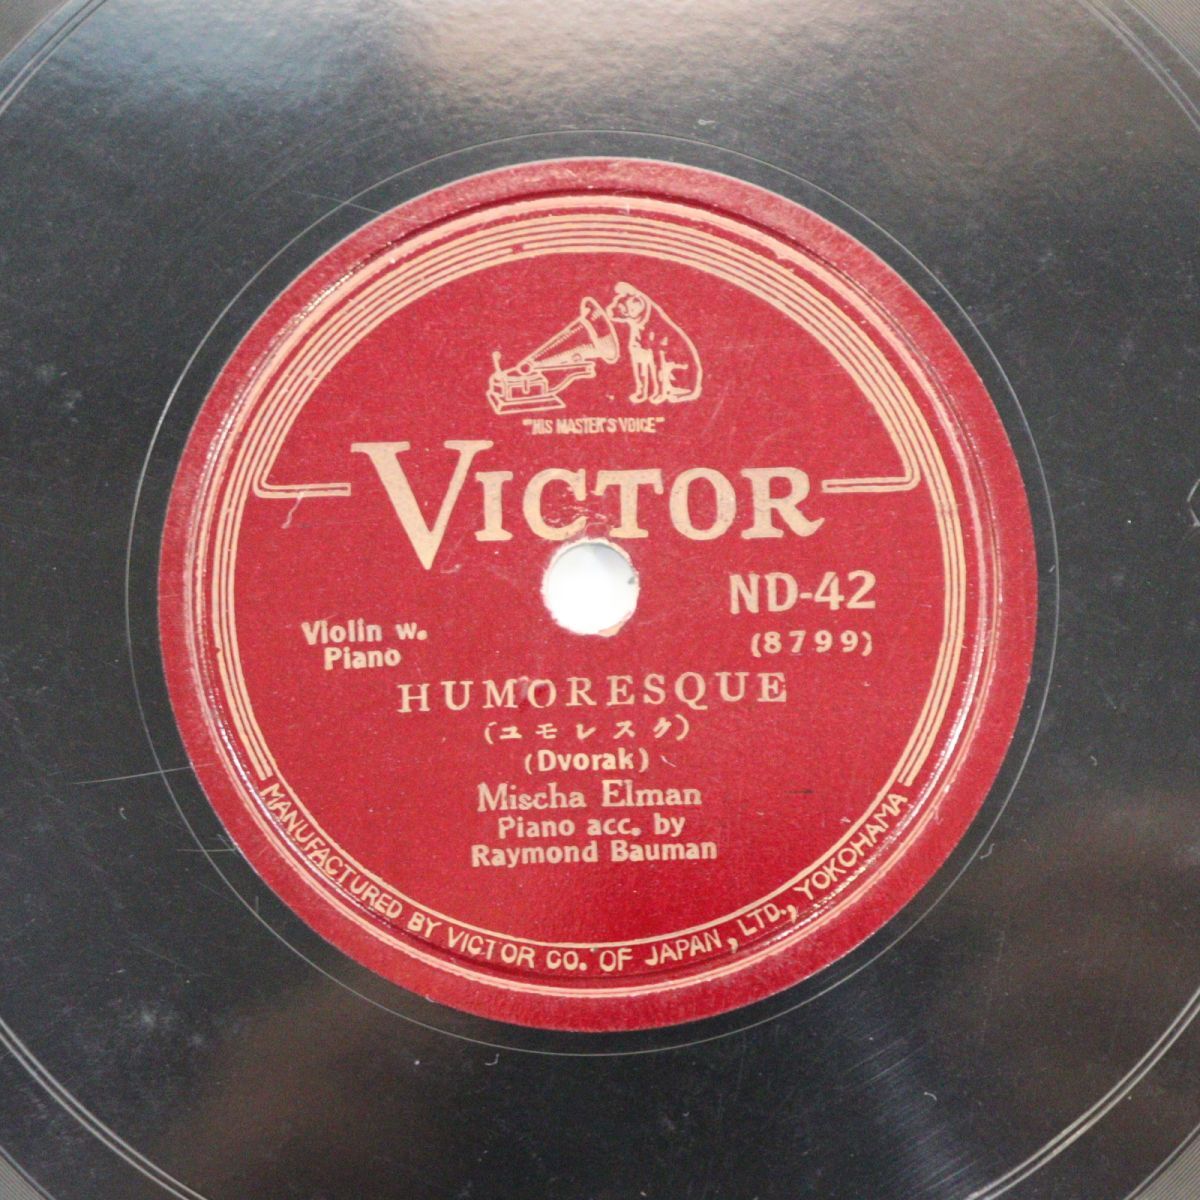 "HIS MASTER'S VOICE"
VICTOR
ND-42
(8799)
Violin w.
Piano
HUMORESQUE
(ユモレスク)
(Dvorak)
Mischa Elman
Piano acc. by
Raymond Bauman
MANUFACTURED BY VICTOR CO. OF JAPAN, LTD., YOKOHAMA